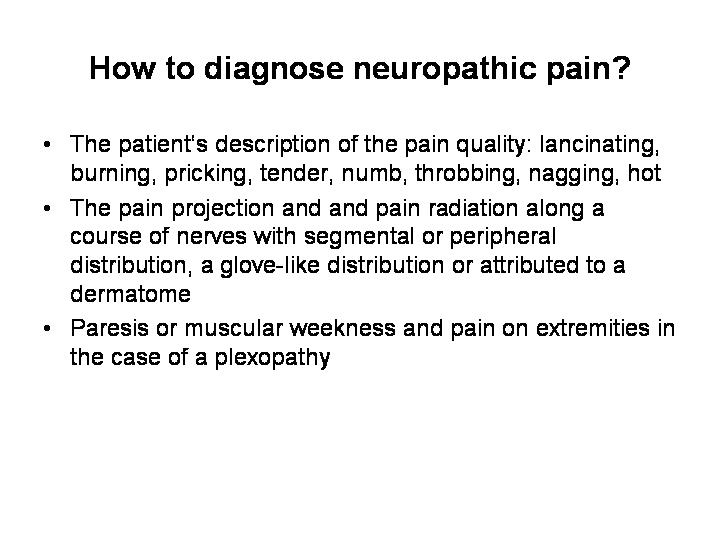 How to diagnose neuropathic pain?
• The patient's description of the pain quality: lancinating,
burning, pricking, tender, numb, throbbing, nagging, hot
• The pain projection and and pain radiation along a
course of nerves with segmental or peripheral
distribution, a glove-like distribution or attributed to a
dermatome
• Paresis or muscular weekness and pain on extremities in
the case of a plexopathy